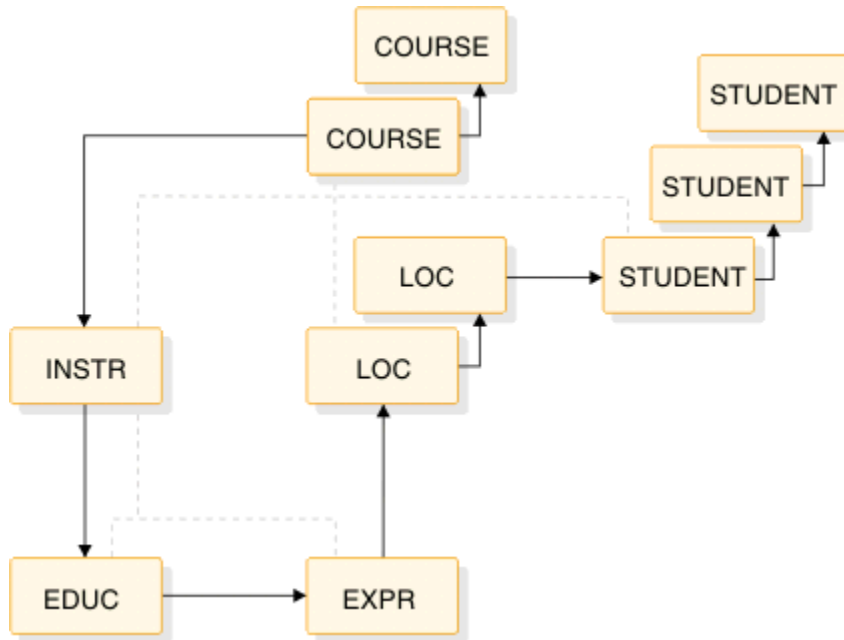 COURSE
COURSE
STUDENT
STUDENT
STUDENT
LOC
LOC
INSTR
EDUC
EXPR